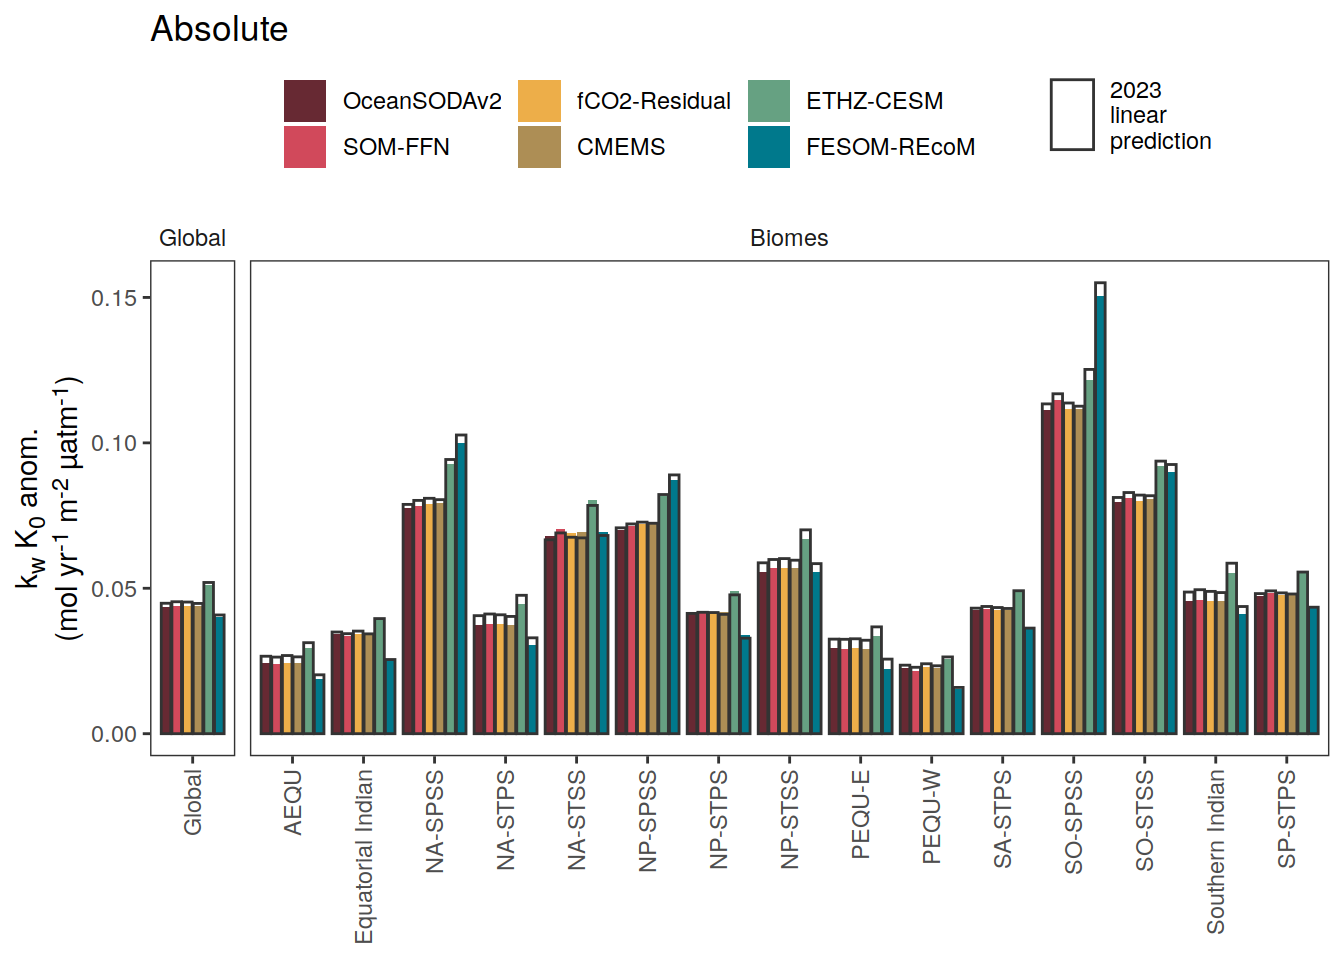 Absolute
OceanSODAv2
fCO2-Residual
ETHZ-CESM
SOM-FFN
CMEMS
FESOM-REcoM
2023
linear
prediction
Global
Biomes
kw K0 anom.
(mol yr-1 m-2 µatm-1)
0.15
0.10
0.05
0.00
Global
AEQU
Equatorial Indian
NA-SPSS
NA-STPS
NA-STSS
NP-SPSS
NP-STPS
NP-STSS
PEQU-E
PEQU-W
SA-STPS
SO-SPSS
SO-STSS
Southern Indian
SP-STPS